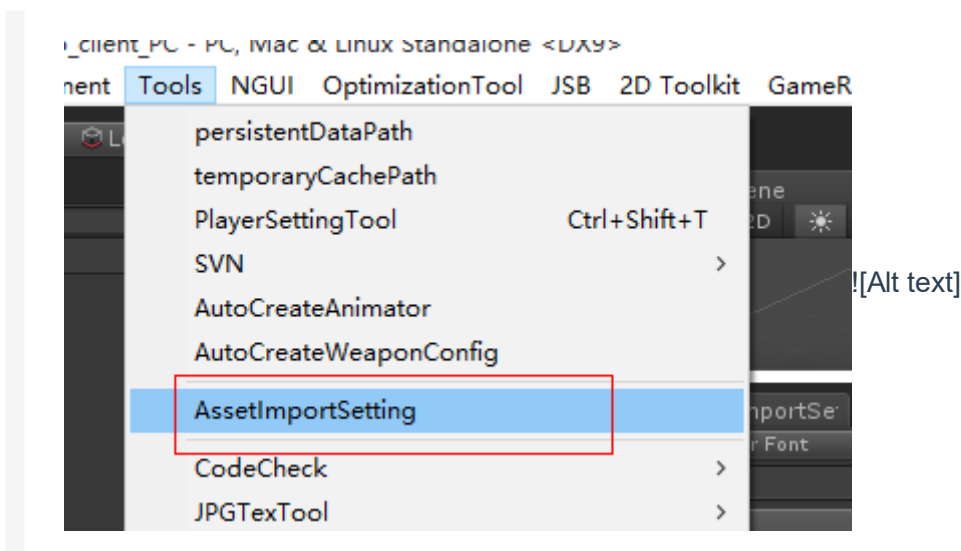 _client_PC - PC, Mac & Linux Standalone <DX9>
nent Tools NGUI OptimizationTool JSB 2D Toolkit GameR
persistentDataPath
temporaryCachePath
ene
PlayerSettingTool Ctrl+Shift+T
2D
SVN
![Alt text]
AutoCreateAnimator
AutoCreateWeaponConfig
AssetImportSetting
mportSe
r Font
CodeCheck
JPGTexTool